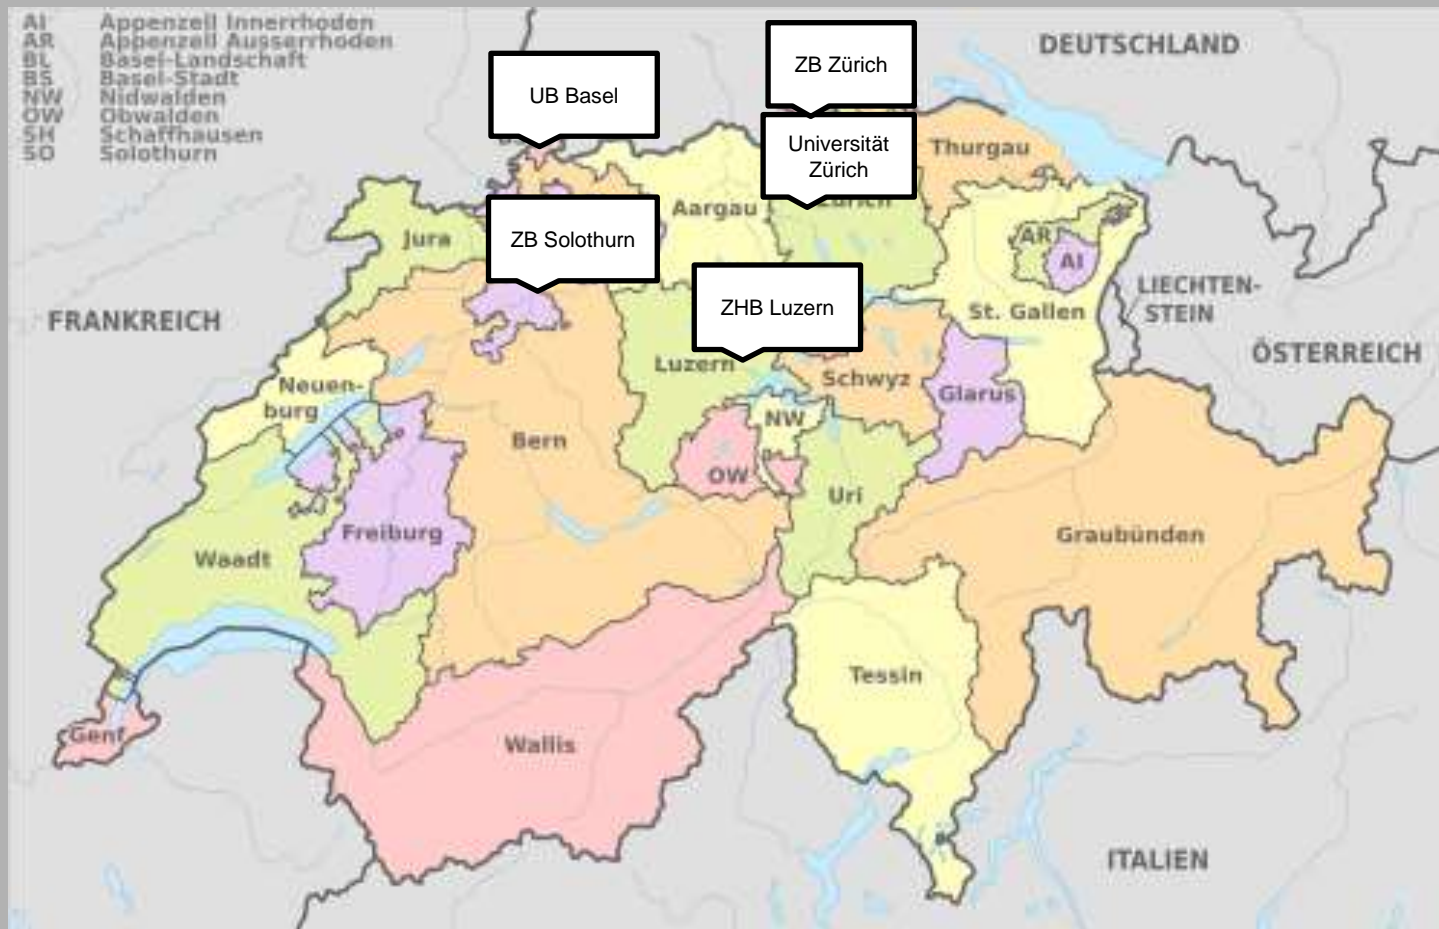 AI Appenzell Innerrhoden
AR Appenzell Ausserrhoden
BL Basel-Landschaft
BS Basel-Stadt
NW Nidwalden
OW Obwalden
SH Schaffhausen
SO Solothurn
DEUTSCHLAND
ZB Zürich
UB Basel
Universität
Zürich
Thurgau
Zürich
Aargau
Jura
ZB Solothurn
AR
AI
LIECHTEN-
STEIN
ZHB Luzern
St. Gallen
FRANKREICH
ÖSTERREICH
Luzern
Schwyz
Glarus
Neuen-
burg
NW
Bern
OW
Uri
Freiburg
Graubünden
Waadt
Tessin
Genf
Wallis
ITALIEN